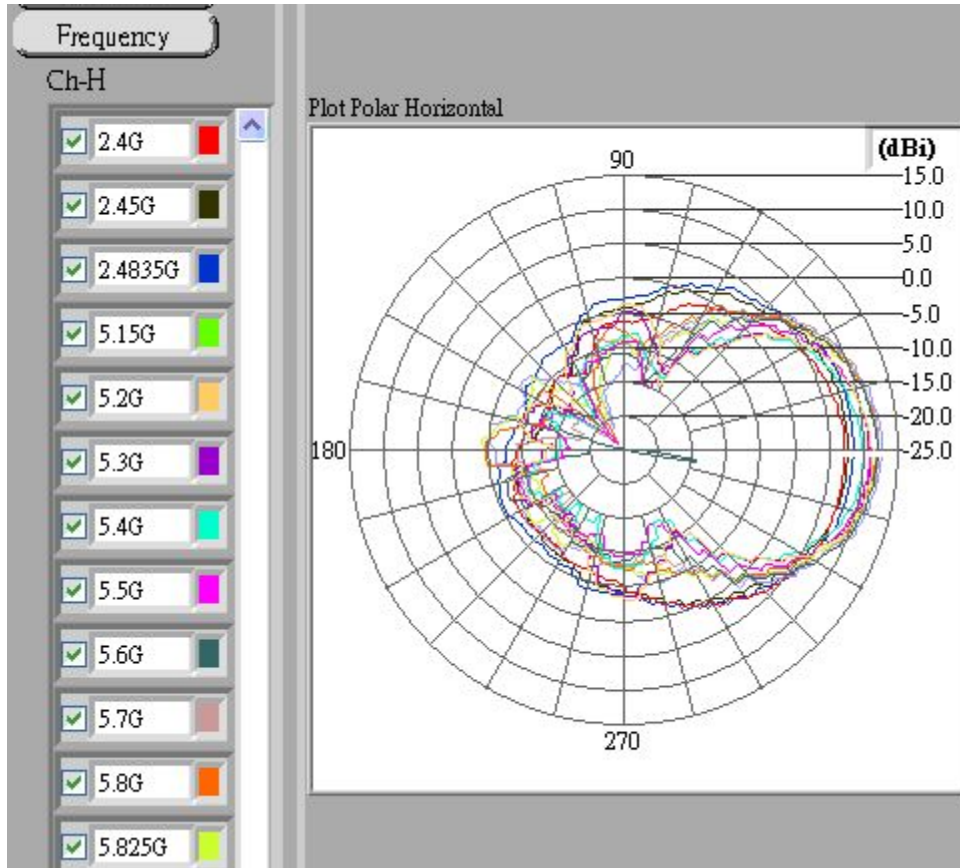 Frequency
Ch-H
2.4G
2.45G
2.4835G
5.15G
5.2G
5.3G
5.4G
5.5G
5.6G
5.7G
5.8G
5.825G
Plot Polar Horizontal
(dBi)
90
15.0
10.0
5.0
0.0
-5.0
-10.0
-15.0
-20.0
180
-25.0
270